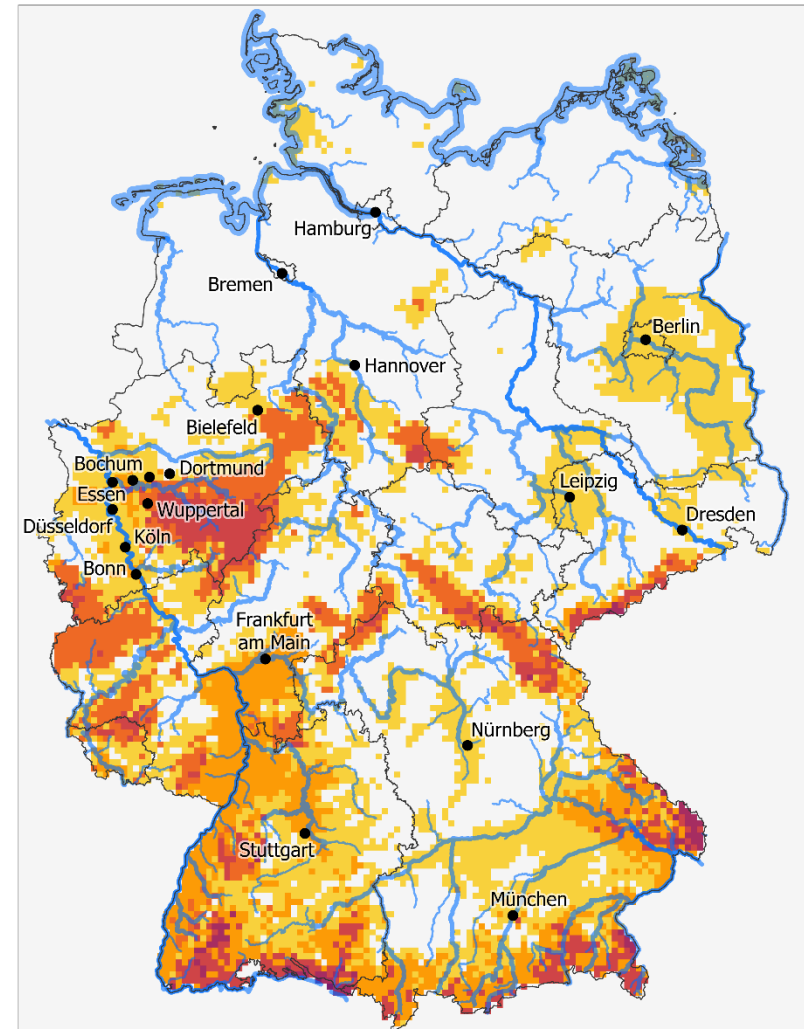 Hamburg
Bremen
Berlin
Hannover
Bielefeld
Bochum
Dortmund
Essen
Leipzig
Wuppertal
Düsseldorf
Dresden
Köln
Bonn
Frankfurt
am Main
Nürnberg
Stuttgart
München